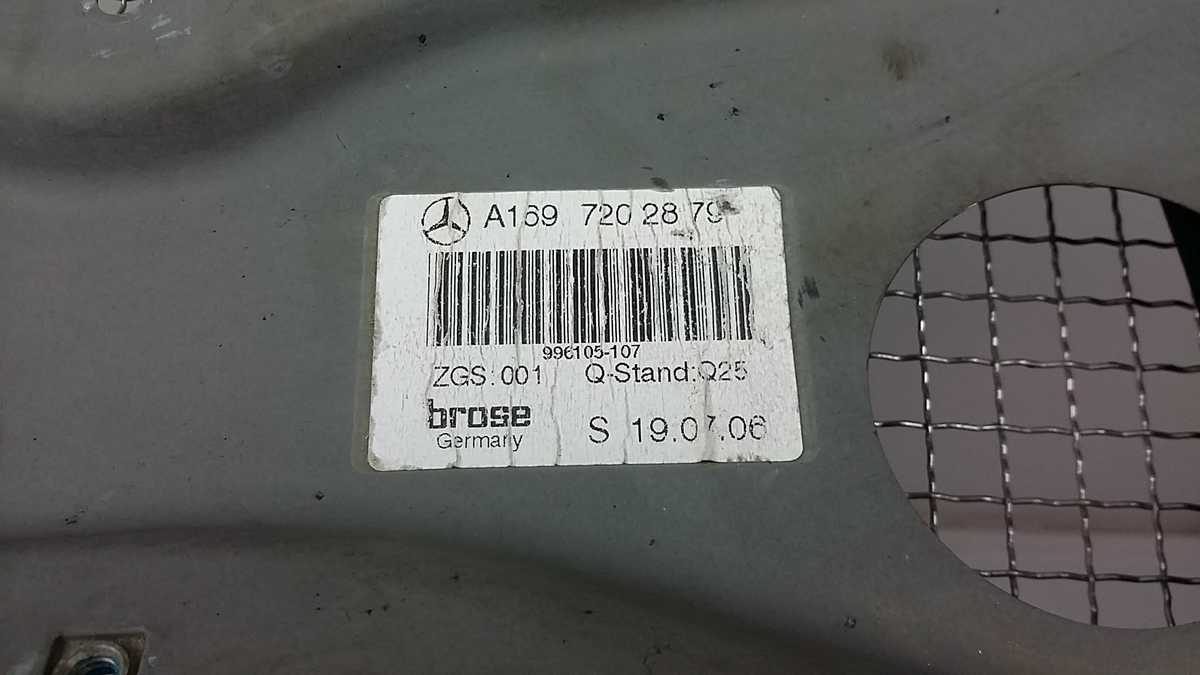 A169 720 28 79
996105-107
ZGS: 001 Q-Stand:Q25
brose
Germany S 19.07.06